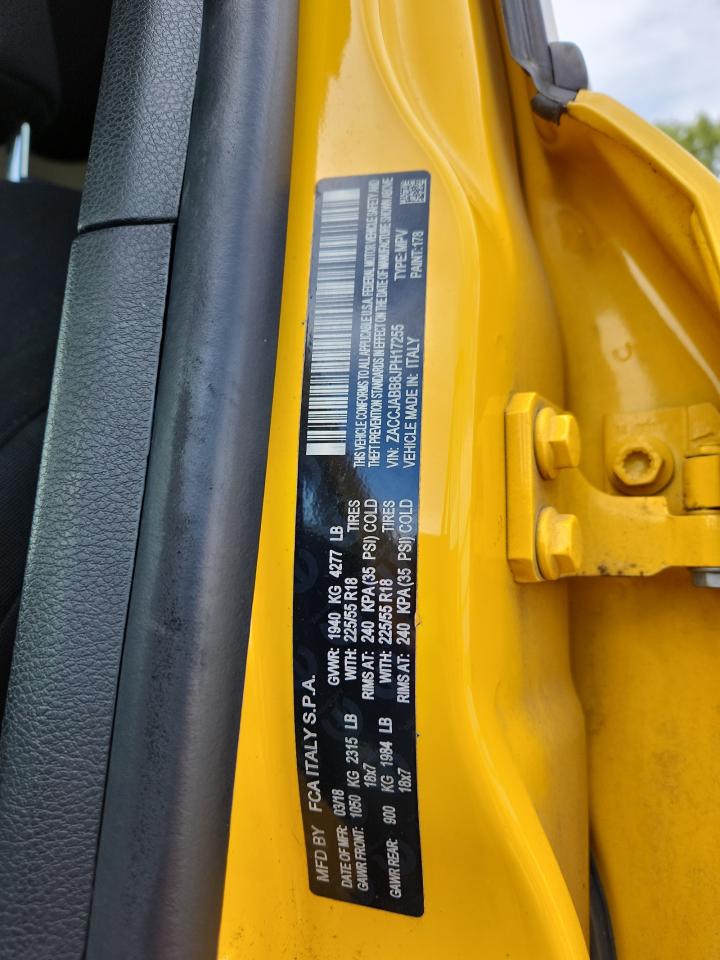 MFD BY FCA ITALY S.P.A.
DATE OF MFR: 03/18 GVWR: 1940 KG 4277 LB
GAWR FRONT: 1050 KG 2315 LB WITH: 225/55 R18 TIRES
18x7 RIMS AT: 240 KPA(35 PSI) COLD
GAWR REAR: 900 KG 1984 LB WITH: 225/55 R18 TIRES
18x7 RIMS AT: 240 KPA(35 PSI) COLD
THIS VEHICLE CONFORMS TO ALL APPLICABLE U.S.A. FEDERAL MOTOR VEHICLE SAFETY AND
THEFT PREVENTION STANDARDS IN EFFECT ON THE DATE OF MANUFACTURE SHOWN ABOVE
VIN: ZACCJABB8JPH17255 TYPE:MPV
VEHICLE MADE IN: ITALY PAINT:178